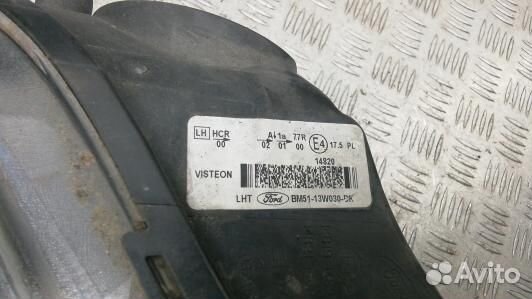 LH HCR A 1a 77R E4 17.5 PL
00 02 01 00
14820
VISTEON
LHT Ford BM51-13W030-DK
Avito